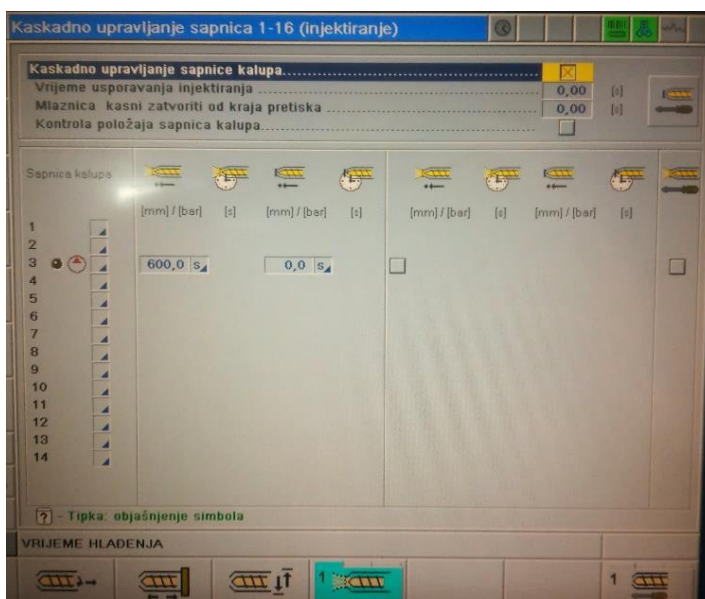 Kaskadno upravljanje sapnica 1-16 (injektiranje)
Kaskadno upravljanje sapnice kalupa
Vrijeme usporavanja injektiranja 0,00 [s]
Mlaznica kasni zatvoriti od kraja pretiska 0,00 [s]
Kontrola položaja sapnica kalupa
Sapnica kalupa
[mm] / [bar] [s] [mm] / [bar] [s] [mm] / [bar] [s] [mm] / [bar] [s]
1
2
3 600,0 s 0,0 s
4
5
6
7
8
9
10
11
12
13
14
? - Tipka: objašnjenje simbola
VRIJEME HLAĐENJA
1 1